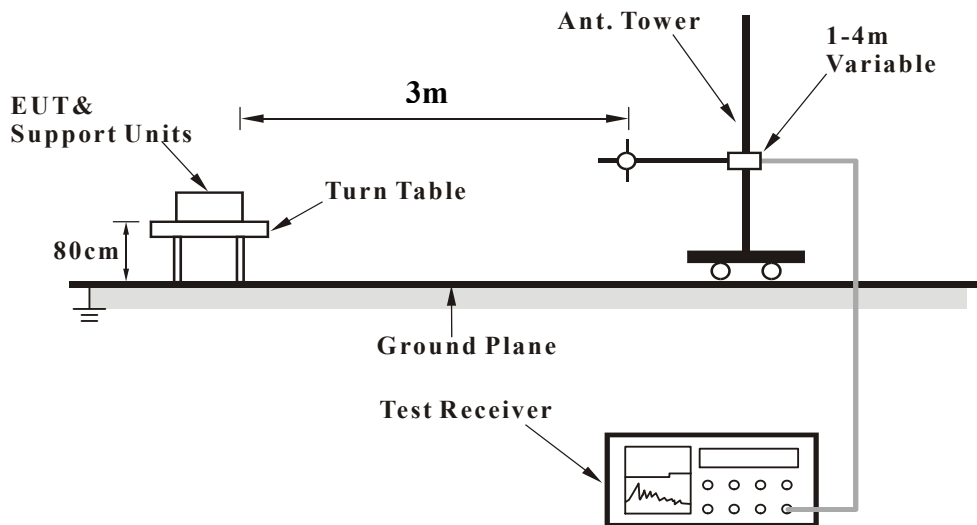 Ant. Tower
1-4m
Variable
3m
EUT&
Support Units
Turn Table
80cm
Ground Plane
Test Receiver